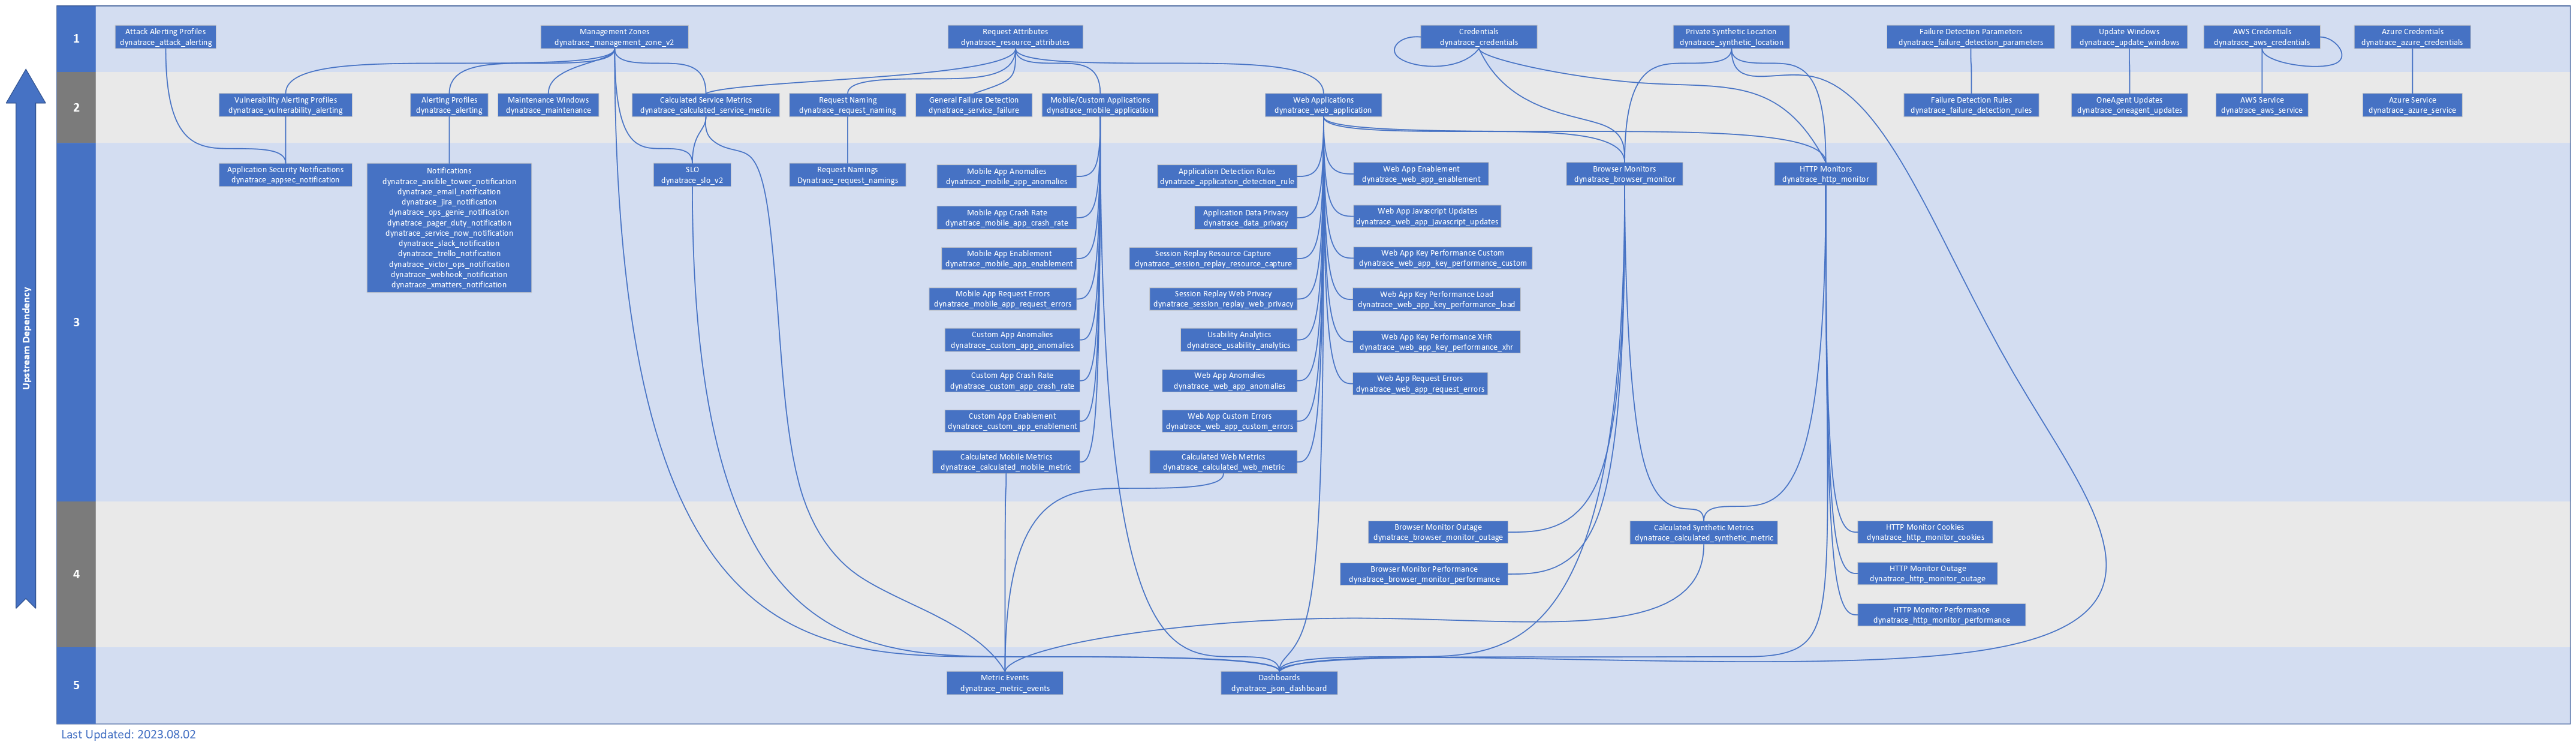 Upstream Dependency
1
Attack Alerting Profiles
dynatrace_attack_alerting
Management Zones
dynatrace_management_zone_v2
Request Attributes
dynatrace_resource_attributes
Credentials
dynatrace_credentials
Private Synthetic Location
dynatrace_synthetic_location
Failure Detection Parameters
dynatrace_failure_detection_parameters
Update Windows
dynatrace_update_windows
AWS Credentials
dynatrace_aws_credentials
Azure Credentials
dynatrace_azure_credentials
2
Vulnerability Alerting Profiles
dynatrace_vulnerability_alerting
Alerting Profiles
dynatrace_alerting
Maintenance Windows
dynatrace_maintenance
Calculated Service Metrics
dynatrace_calculated_service_metric
Request Naming
dynatrace_request_naming
General Failure Detection
dynatrace_service_failure
Mobile/Custom Applications
dynatrace_mobile_application
Web Applications
dynatrace_web_application
Failure Detection Rules
dynatrace_failure_detection_rules
OneAgent Updates
dynatrace_oneagent_updates
AWS Service
dynatrace_aws_service
Azure Service
dynatrace_azure_service
3
Application Security Notifications
dynatrace_appsec_notification
Notifications
dynatrace_ansible_tower_notification
dynatrace_email_notification
dynatrace_jira_notification
dynatrace_ops_genie_notification
dynatrace_pager_duty_notification
dynatrace_service_now_notification
dynatrace_slack_notification
dynatrace_trello_notification
dynatrace_victor_ops_notification
dynatrace_webhook_notification
dynatrace_xmatters_notification
SLO
dynatrace_slo_v2
Request Namings
Dynatrace_request_namings
Mobile App Anomalies
dynatrace_mobile_app_anomalies
Mobile App Crash Rate
dynatrace_mobile_app_crash_rate
Mobile App Enablement
dynatrace_mobile_app_enablement
Mobile App Request Errors
dynatrace_mobile_app_request_errors
Custom App Anomalies
dynatrace_custom_app_anomalies
Custom App Crash Rate
dynatrace_custom_app_crash_rate
Custom App Enablement
dynatrace_custom_app_enablement
Calculated Mobile Metrics
dynatrace_calculated_mobile_metric
Application Detection Rules
dynatrace_application_detection_rule
Application Data Privacy
dynatrace_data_privacy
Session Replay Resource Capture
dynatrace_session_replay_resource_capture
Session Replay Web Privacy
dynatrace_session_replay_web_privacy
Usability Analytics
dynatrace_usability_analytics
Web App Anomalies
dynatrace_web_app_anomalies
Web App Custom Errors
dynatrace_web_app_custom_errors
Calculated Web Metrics
dynatrace_calculated_web_metric
Web App Enablement
dynatrace_web_app_enablement
Web App Javascript Updates
dynatrace_web_app_javascript_updates
Web App Key Performance Custom
dynatrace_web_app_key_performance_custom
Web App Key Performance Load
dynatrace_web_app_key_performance_load
Web App Key Performance XHR
dynatrace_web_app_key_performance_xhr
Web App Request Errors
dynatrace_web_app_request_errors
Browser Monitors
dynatrace_browser_monitor
HTTP Monitors
dynatrace_http_monitor
4
Browser Monitor Outage
dynatrace_browser_monitor_outage
Browser Monitor Performance
dynatrace_browser_monitor_performance
Calculated Synthetic Metrics
dynatrace_calculated_synthetic_metric
HTTP Monitor Cookies
dynatrace_http_monitor_cookies
HTTP Monitor Outage
dynatrace_http_monitor_outage
HTTP Monitor Performance
dynatrace_http_monitor_performance
5
Metric Events
dynatrace_metric_events
Dashboards
dynatrace_json_dashboard
Last Updated: 2023.08.02